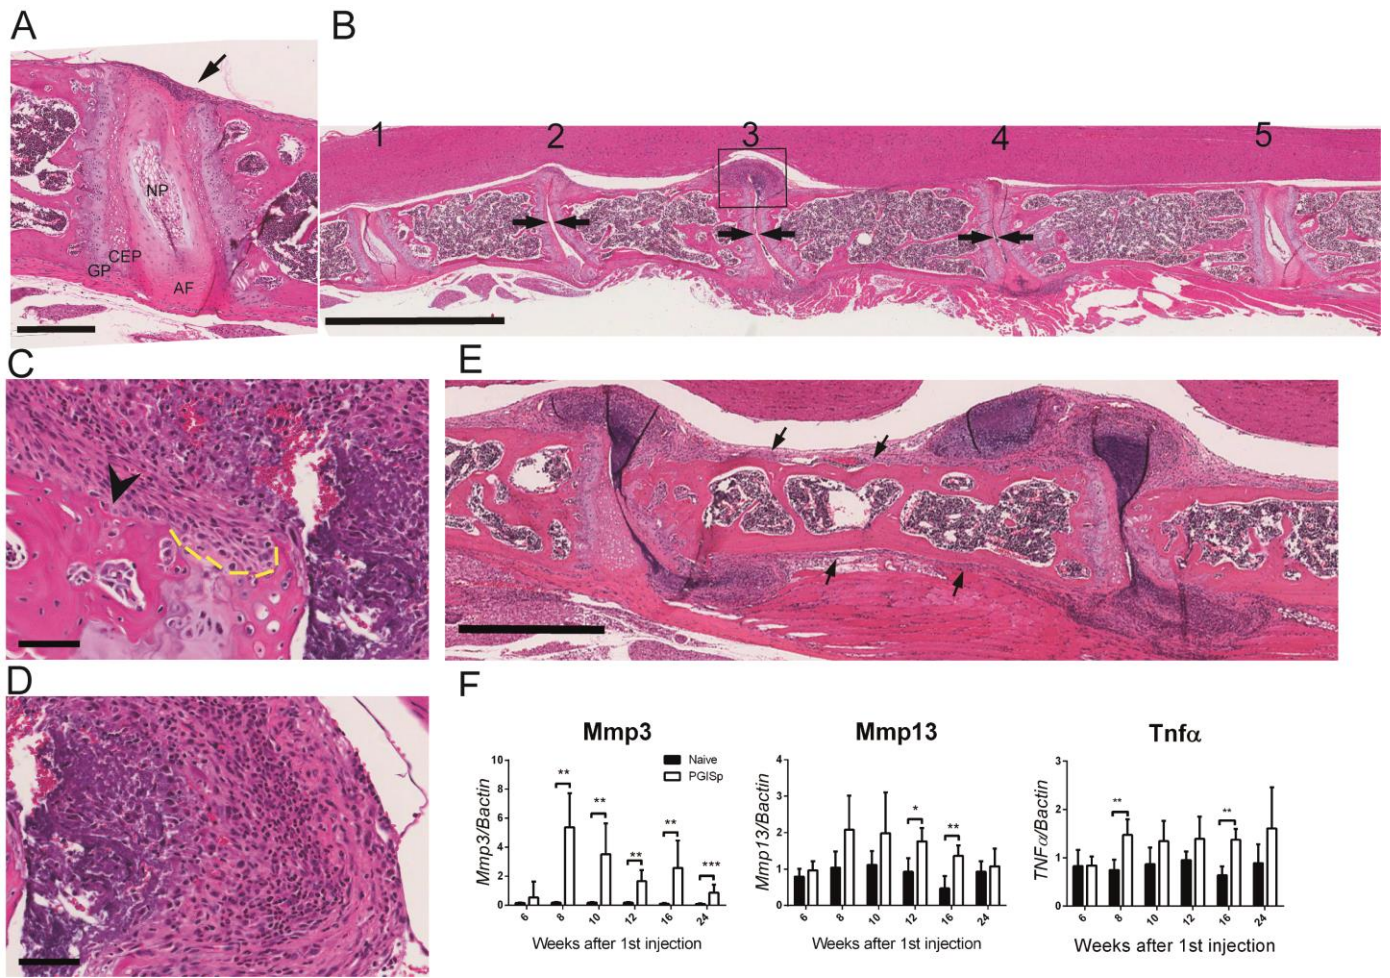 A
NP
CEP
GP
AF
B
1
2
3
4
5
C
D
E
F
Mmp3
Mmp3/Bactin
10
8
6
4
2
0
**
**
**
**
***
Naive
PGISp
6 8 10 12 16 24
Weeks after 1st injection
Mmp13
Mmp13/Bactin
4
3
2
1
0
*
**
6 8 10 12 16 24
Weeks after 1st injection
Tnfα
TNFα/Bactin
3
2
1
0
**
**
6 8 10 12 16 24
Weeks after 1st injection